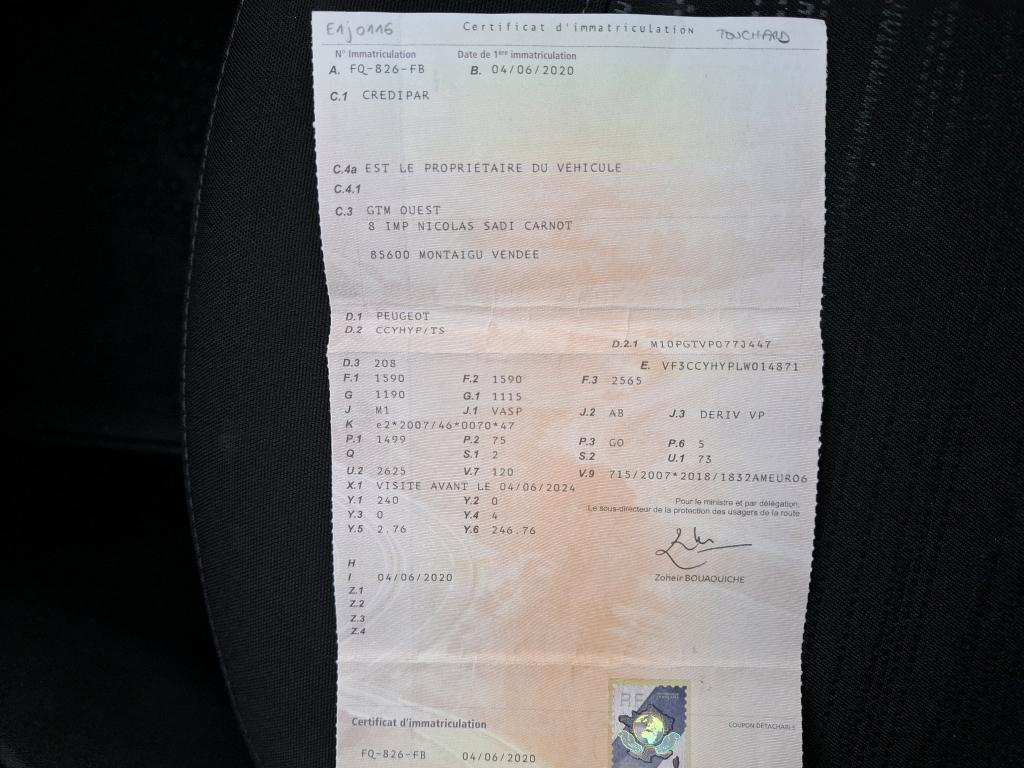 E1j0116 Certificat d'immatriculation TOUCHARD
N° Immatriculation Date de 1ère immatriculation
A. FQ-826-FB B. 04/06/2020
C.1 CREDIPAR
C.4a EST LE PROPRIÉTAIRE DU VÉHICULE
C.4.1
C.3 GTM OUEST
8 IMP NICOLAS SADI CARNOT
85600 MONTAIGU VENDEE
D.1 PEUGEOT
D.2 CCYHYP/TS
D.2.1 M10PGTVP077J447
D.3 208 E. VF3CCYHYPLW014871
F.1 1590 F.2 1590 F.3 2565
G 1190 G.1 1115
J M1 J.1 VASP J.2 AB J.3 DERIV VP
K e2*2007/46*0070*47
P.1 1499 P.2 75 P.3 GO P.6 5
Q S.1 2 S.2 U.1 73
U.2 2625 V.7 120 V.9 715/2007*2018/1832AMEURO6
X.1 VISITE AVANT LE 04/06/2024
Y.1 240 Y.2 0 Pour le ministre et par délégation,
Y.3 0 Y.4 4 Le sous-directeur de la protection des usagers de la route
Y.5 2.76 Y.6 246.76
H
I 04/06/2020 Zoheir BOUAOUICHE
Z.1
Z.2
Z.3
Z.4
RF
Certificat d'immatriculation COUPON DÉTACHABLE
FQ-826-FB 04/06/2020